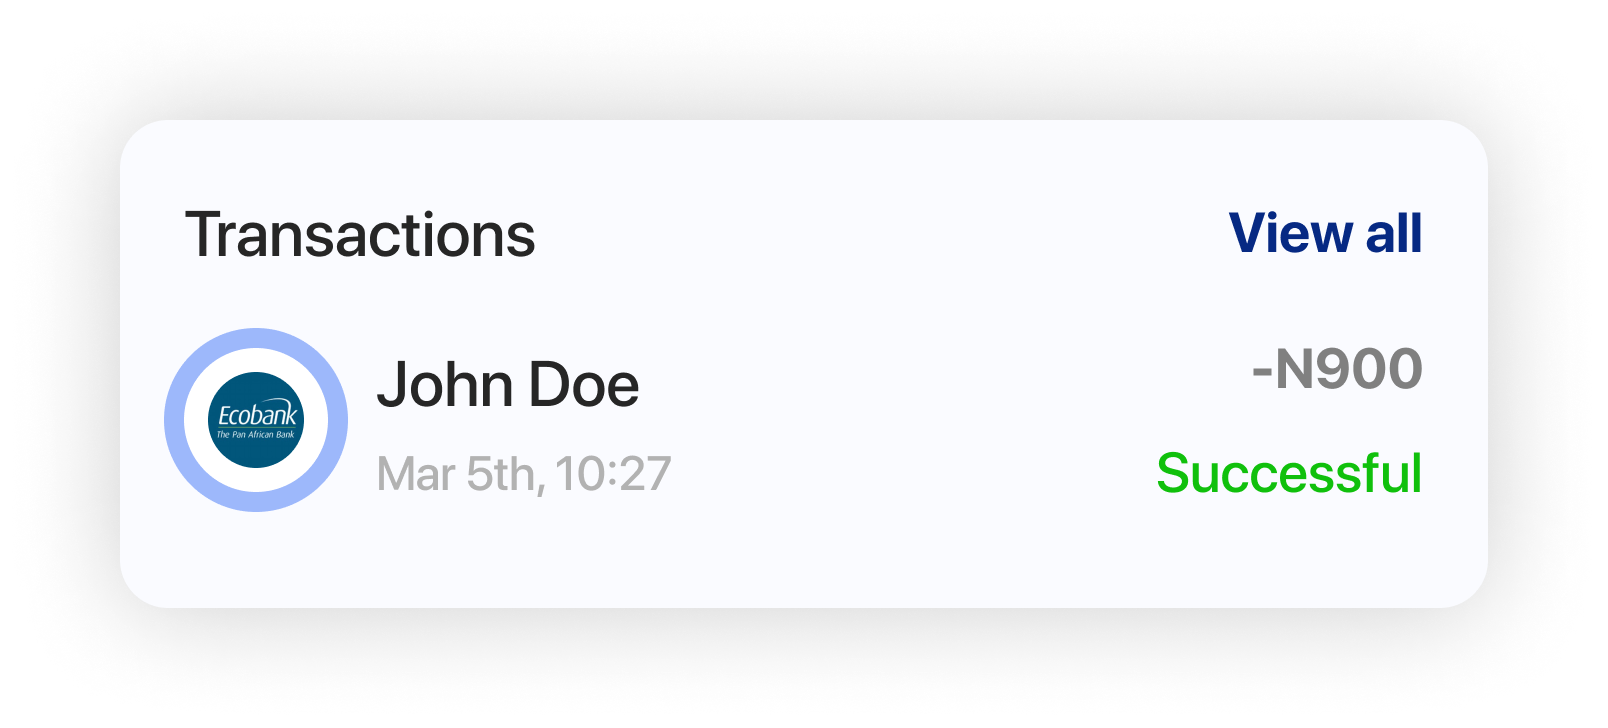 Transactions
View all
Ecobank
The Pan African Bank
John Doe
Mar 5th, 10:27
-N900
Successful